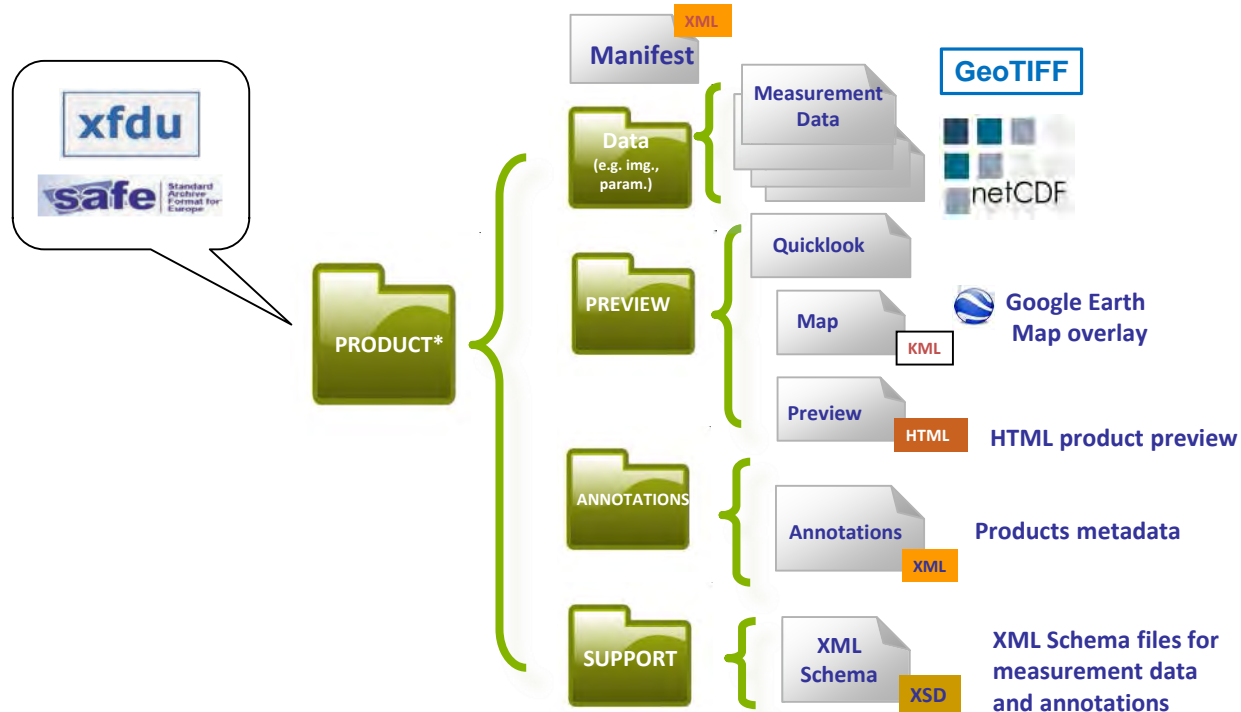 xfdu
safe
Standard
Archive
Format for
Europe
PRODUCT*
XML
Manifest
Data
(e.g. img.,
param.)
Measurement
Data
GeoTIFF
netCDF
PREVIEW
Quicklook
Map
KML
Google Earth
Map overlay
Preview
HTML
HTML product preview
ANNOTATIONS
Annotations
XML
Products metadata
SUPPORT
XML
Schema
XSD
XML Schema files for
measurement data
and annotations